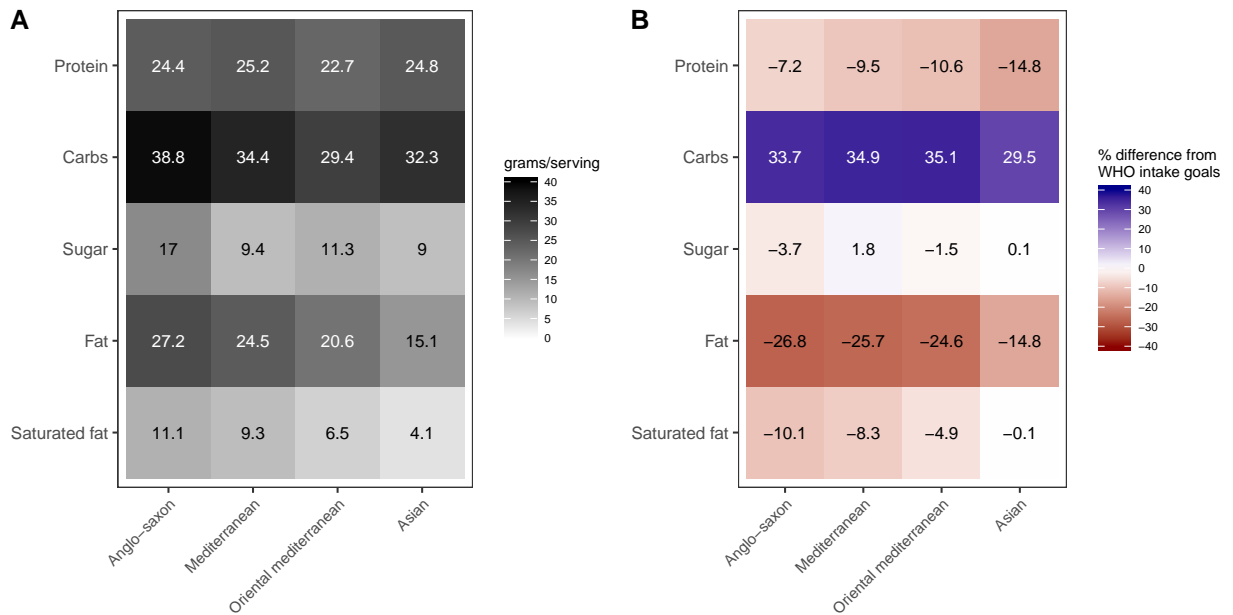 A
Protein 24.4 25.2 22.7 24.8
Carbs 38.8 34.4 29.4 32.3
Sugar 17 9.4 11.3 9
Fat 27.2 24.5 20.6 15.1
Saturated fat 11.1 9.3 6.5 4.1
Anglo−saxon
Mediterranean
Oriental mediterranean
Asian
grams/serving
40
35
30
25
20
15
10
5
0
B
Protein −7.2 −9.5 −10.6 −14.8
Carbs 33.7 34.9 35.1 29.5
Sugar −3.7 1.8 −1.5 0.1
Fat −26.8 −25.7 −24.6 −14.8
Saturated fat −10.1 −8.3 −4.9 −0.1
Anglo−saxon
Mediterranean
Oriental mediterranean
Asian
% difference from
WHO intake goals
40
30
20
10
0
−10
−20
−30
−40